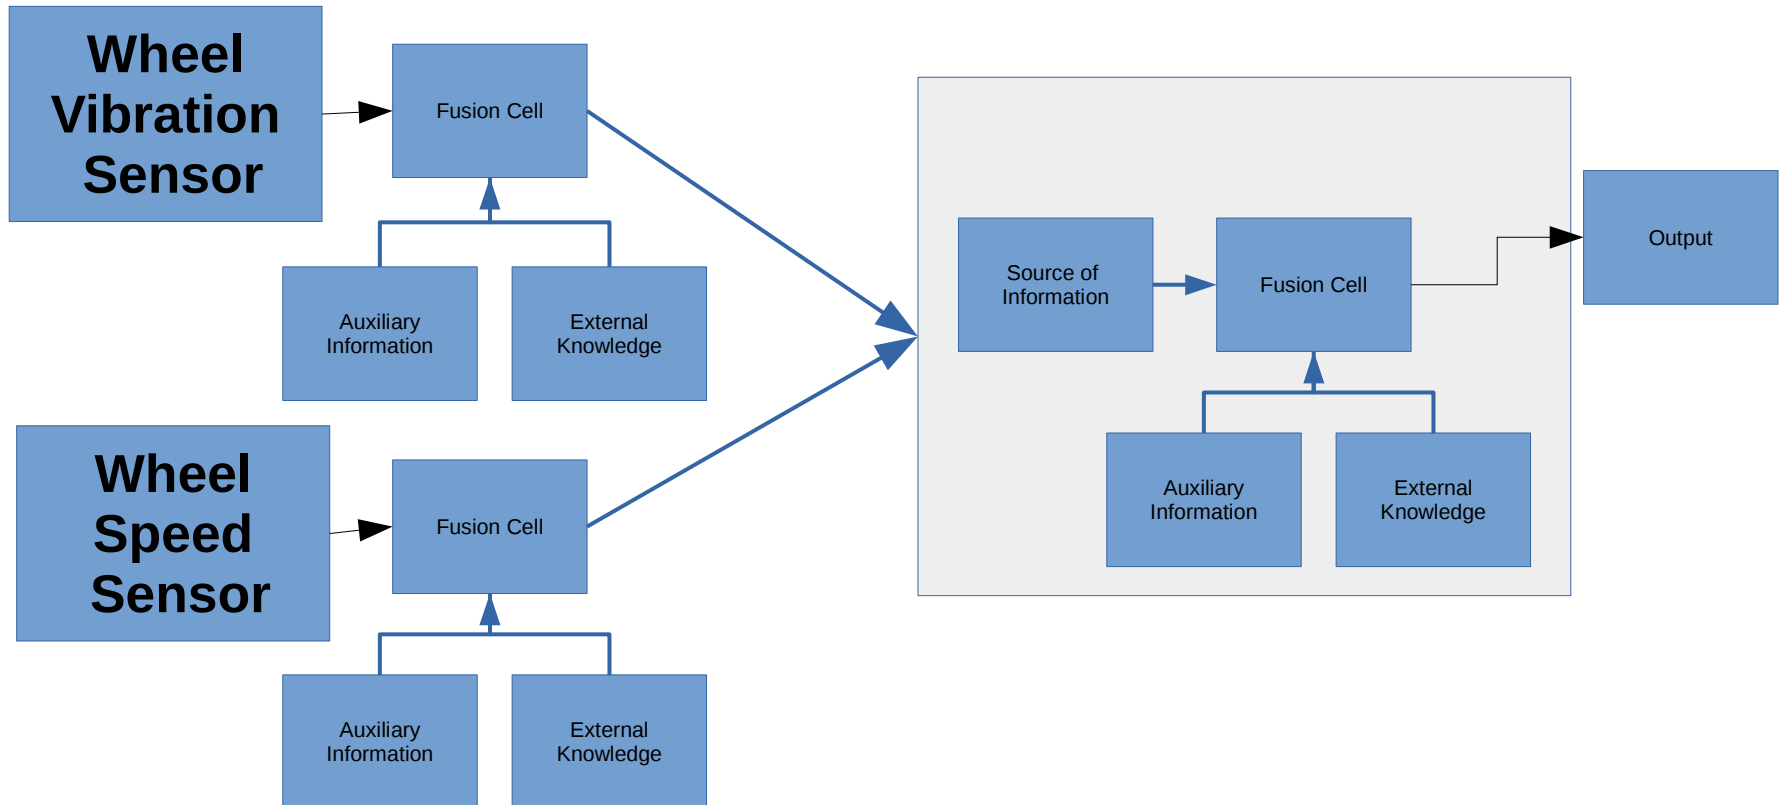 Wheel
Vibration
Sensor
Fusion Cell
Auxiliary
Information
External
Knowledge
Wheel
Speed
Sensor
Fusion Cell
Auxiliary
Information
External
Knowledge
Source of
Information
Fusion Cell
Auxiliary
Information
External
Knowledge
Output